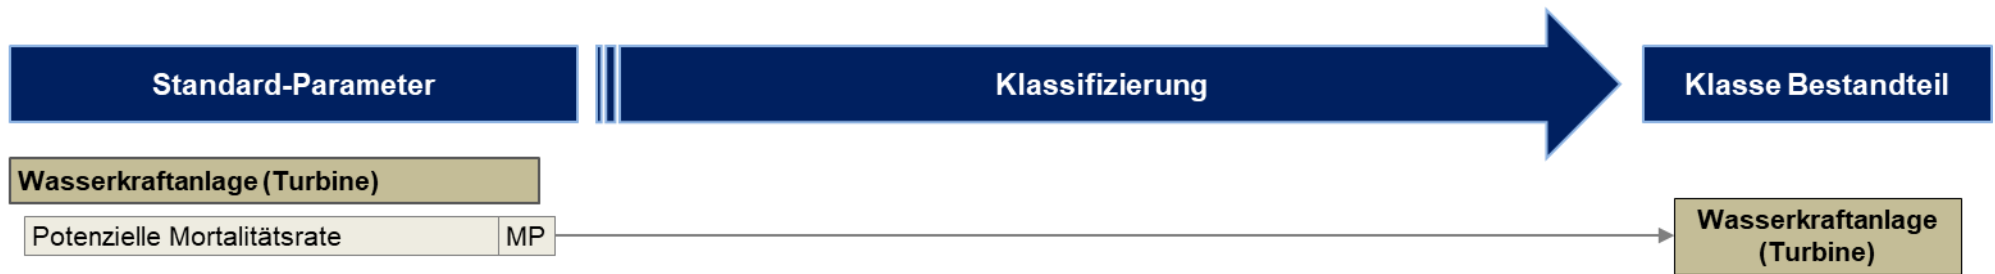 Standard-Parameter
Klassifizierung
Klasse Bestandteil
Wasserkraftanlage (Turbine)
Potenzielle Mortalitätsrate MP
Wasserkraftanlage
(Turbine)